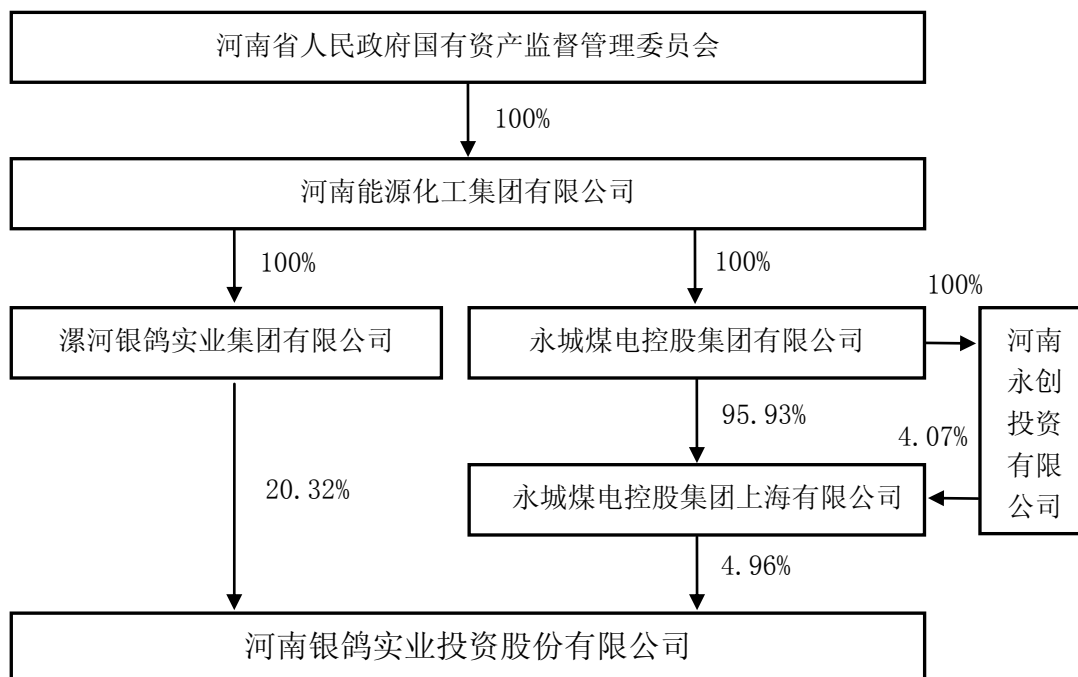 河南省人民政府国有资产监督管理委员会
100%
河南能源化工集团有限公司
100%
100%
100%
漯河银鸽实业集团有限公司
永城煤电控股集团有限公司
河南
永创
投资
有限
公司
95.93%
4.07%
20.32%
永城煤电控股集团上海有限公司
4.96%
河南银鸽实业投资股份有限公司